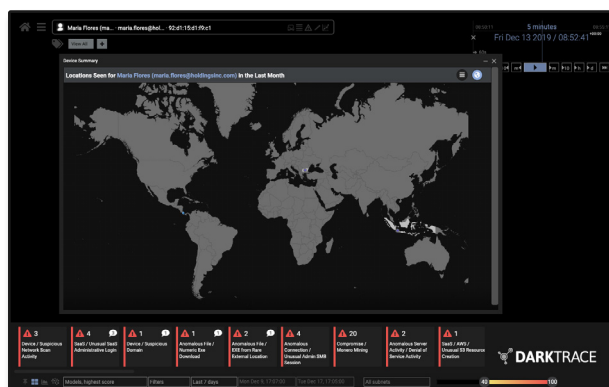 Maria Flores (ma... - maria.flores@hol... - 92:d1:15:d1:f9:c1
5 minutes
Fri Dec 13 2019 / 08:52:41
View All
Device Summary
Locations Seen for Maria Flores (maria.flores@holdingsinc.com) in the Last Month
3
Device / Suspicious
Network Scan
Activity
4
SaaS / Unusual SaaS
Administrative Login
1
Device / Suspicious
Domain
1
Anomalous File /
Numeric Exe
Download
2
Anomalous File /
EXE from Rare
External Location
4
Anomalous
Connection /
Unusual Admin SMB
Session
20
Compromise /
Monero Mining
2
Anomalous Server
Activity / Denial of
Service Activity
1
SaaS / AWS /
Unusual S3 Resource
Creation
DARKTRACE
Models, highest score
Filters
Last 7 days
All subnets
40
100